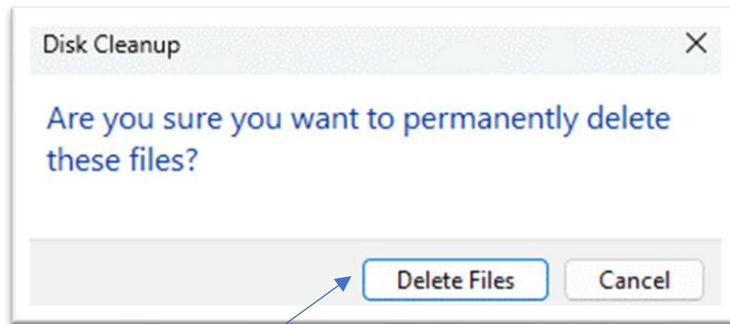 Disk Cleanup
Are you sure you want to permanently delete
these files?
Delete Files
Cancel